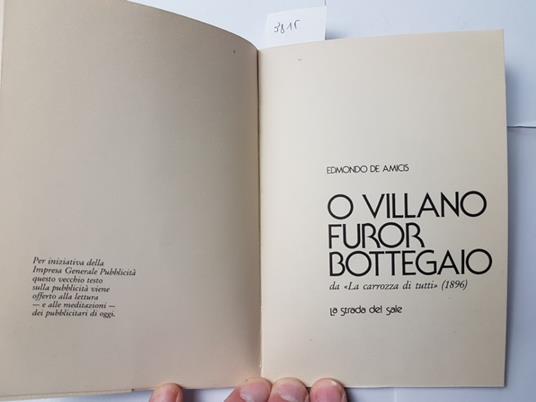 3815
Per iniziativa della
Impresa Generale Pubblicità
questo vecchio testo
sulla pubblicità viene
offerto alla lettura
— e alle meditazioni —
dei pubblicitari di oggi.
EDMONDO DE AMICIS
O VILLANO
FUROR
BOTTEGAIO
da «La carrozza di tutti» (1896)
La strada del sale